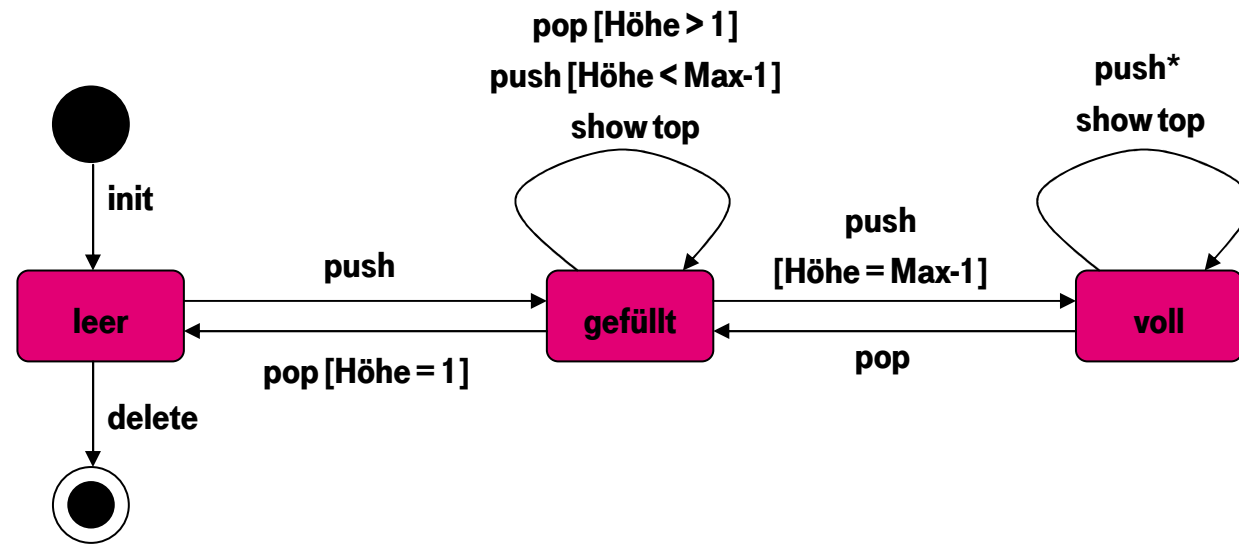 pop [Höhe > 1]
push [Höhe < Max-1]
show top
push*
show top
init
push
push
[Höhe = Max-1]
leer
gefüllt
voll
pop [Höhe = 1]
pop
delete